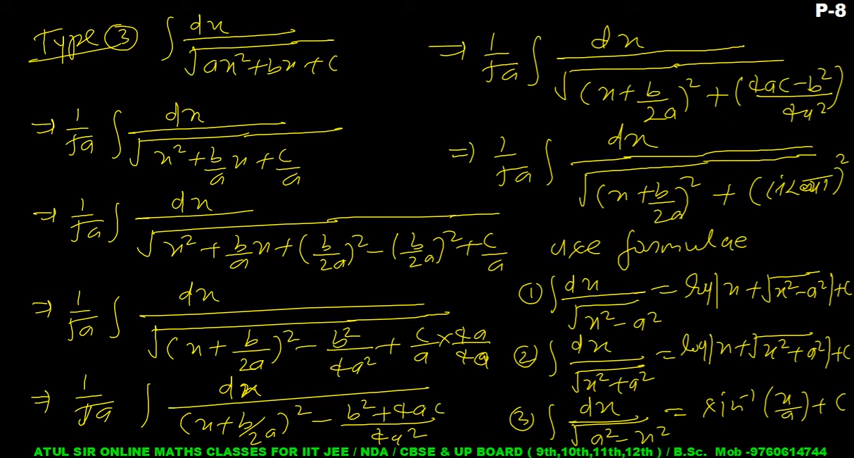 P-8
Type ③ ∫ dx / √(ax²+bx+c)
⇒ 1/√a ∫ dx / √(x² + b/a x + c/a)
⇒ 1/√a ∫ dx / √(x² + b/a x + (b/2a)² - (b/2a)² + c/a)
⇒ 1/√a ∫ dx / √((x + b/2a)² - b²/4a² + c/a × 4a/4a)
⇒ 1/√a ∫ dx / (x + b/2a)² - b²+4ac/4a²
⇒ 1/√a ∫ dx / √((x + b/2a)² + (4ac-b²/4a²)
⇒ 1/√a ∫ dx / √((x + b/2a)² + ( )²
use formulae
① ∫ dx / √(x²-a²) = log|x+√(x²-a²)|+c
② ∫ dx / √(x²+a²) = log|x+√(x²+a²)|+c
③ ∫ dx / √(a²-x²) = sin⁻¹(x/a)+c
ATUL SIR ONLINE MATHS CLASSES FOR IIT JEE / NDA / CBSE & UP BOARD ( 9th,10th,11th,12th ) / B.Sc. Mob -9760614744